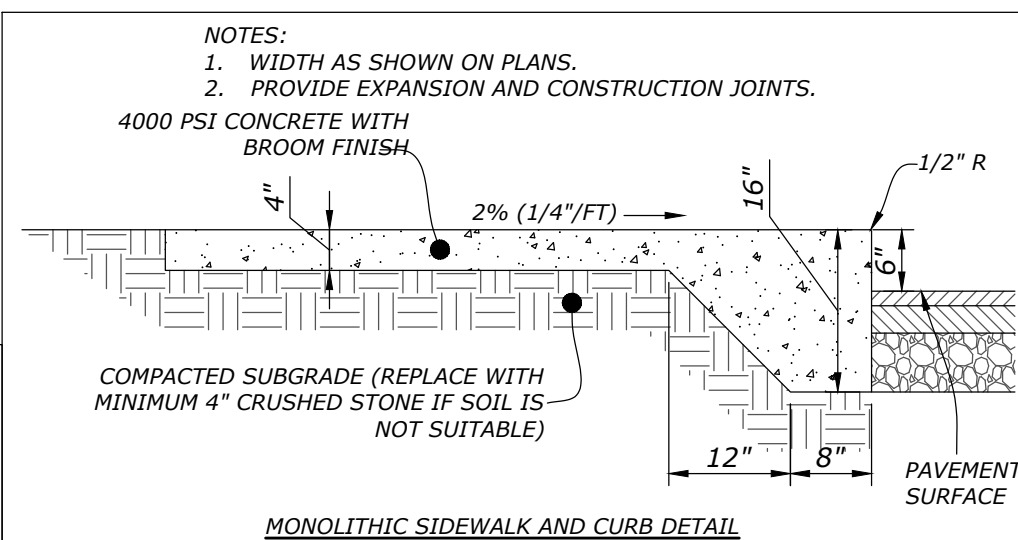 NOTES:
1. WIDTH AS SHOWN ON PLANS.
2. PROVIDE EXPANSION AND CONSTRUCTION JOINTS.
4000 PSI CONCRETE WITH
BROOM FINISH
4"
2% (1/4"/FT)
16"
1/2" R
6"
COMPACTED SUBGRADE (REPLACE WITH
MINIMUM 4" CRUSHED STONE IF SOIL IS
NOT SUITABLE)
12"
8"
PAVEMENT
SURFACE
MONOLITHIC SIDEWALK AND CURB DETAIL